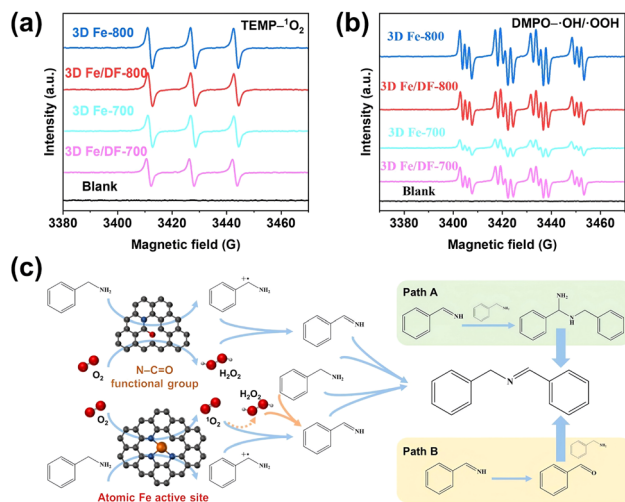 (a)
TEMP–¹O₂
3D Fe-800
3D Fe/DF-800
3D Fe-700
3D Fe/DF-700
Blank
Intensity (a.u.)
3380 3400 3420 3440 3460
Magnetic field (G)
(b)
DMPO–·OH/·OOH
3D Fe-800
3D Fe/DF-800
3D Fe-700
3D Fe/DF-700
Blank
Intensity (a.u.)
3380 3400 3420 3440 3460
Magnetic field (G)
(c)
NH₂
+•
NH₂
O₂
N–C=O
functional group
H₂O₂
NH
O₂
¹O₂
H₂O₂
NH₂
NH
NH₂
Atomic Fe active site
+•
NH₂
N
Path A
NH
NH₂
NH₂
N
H
Path B
NH₂
NH
O